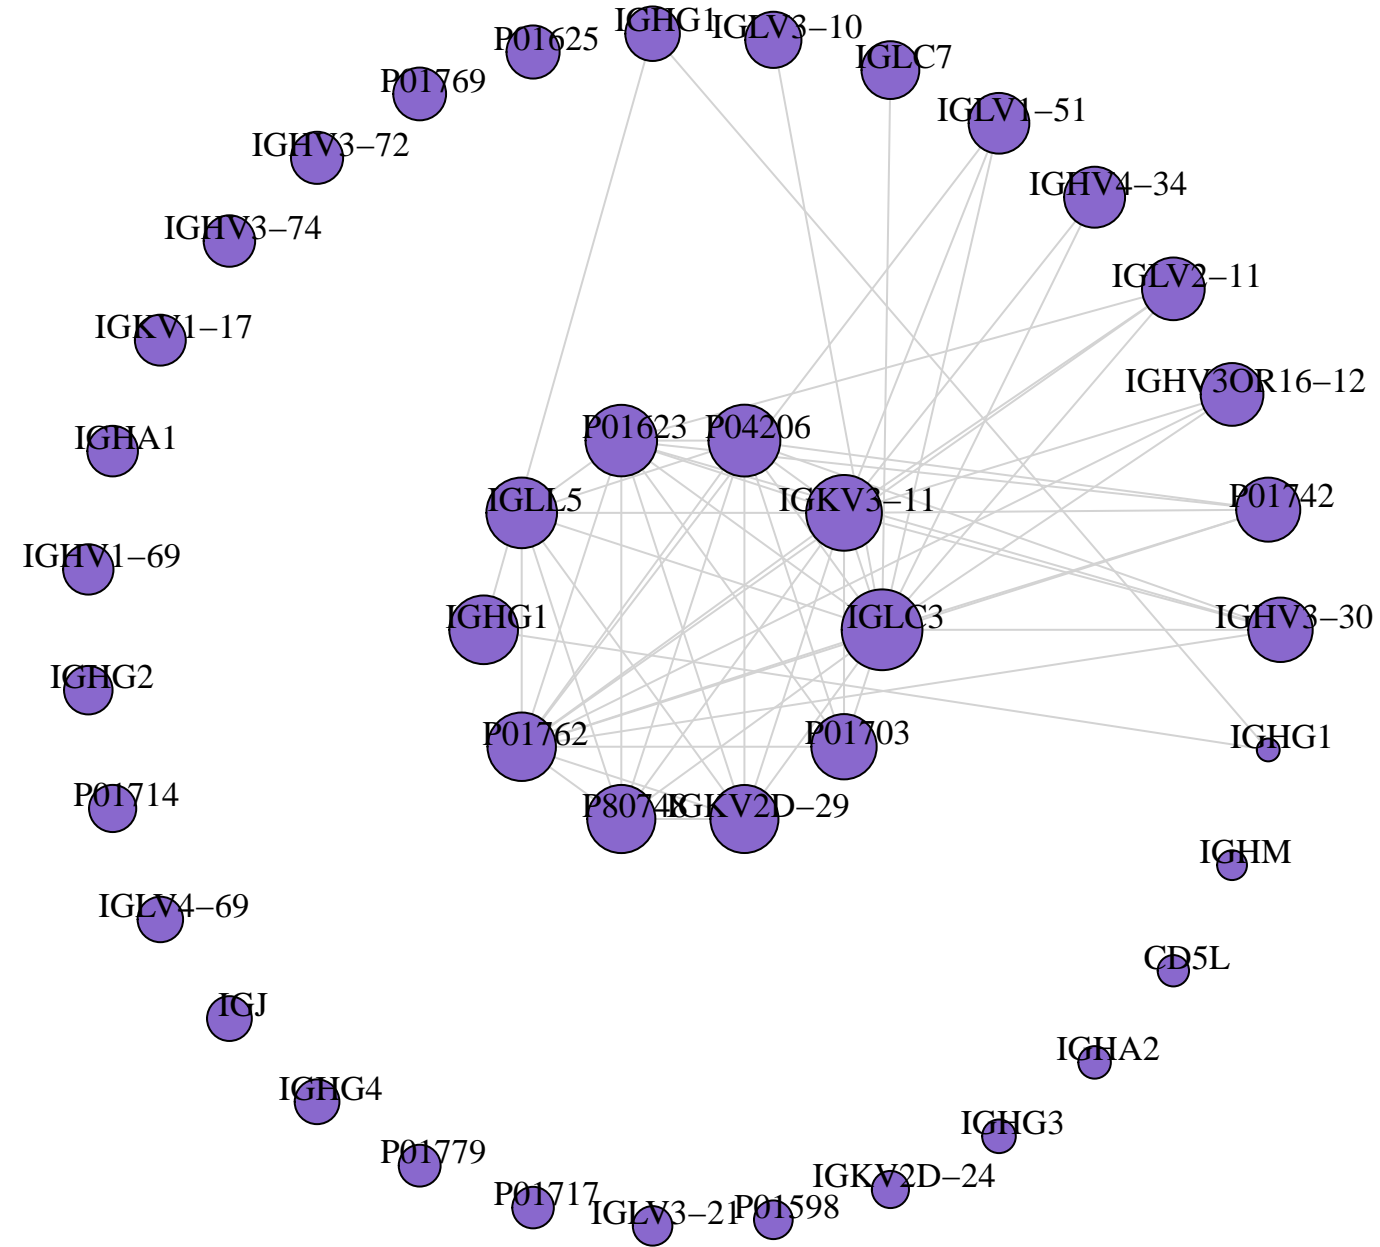 IGHG1
IGLV3−10
P01625
IGLC7
P01769
IGLV1−51
IGHV3−72
IGHV4−34
IGHV3−74
IGLV2−11
IGKV1−17
IGHV3OR16−12
P01623
P04206
IGHA1
IGLL5
IGKV3−11
P01742
IGHV1−69
IGHG1
IGLC3
IGHV3−30
IGHG2
P01762
P01703
IGHG1
P01714
P80748
IGKV2D−29
IGHM
IGLV4−69
CD5L
IGJ
IGHA2
IGHG4
IGHG3
P01779
IGKV2D−24
P01717
IGLV3−21
P01598